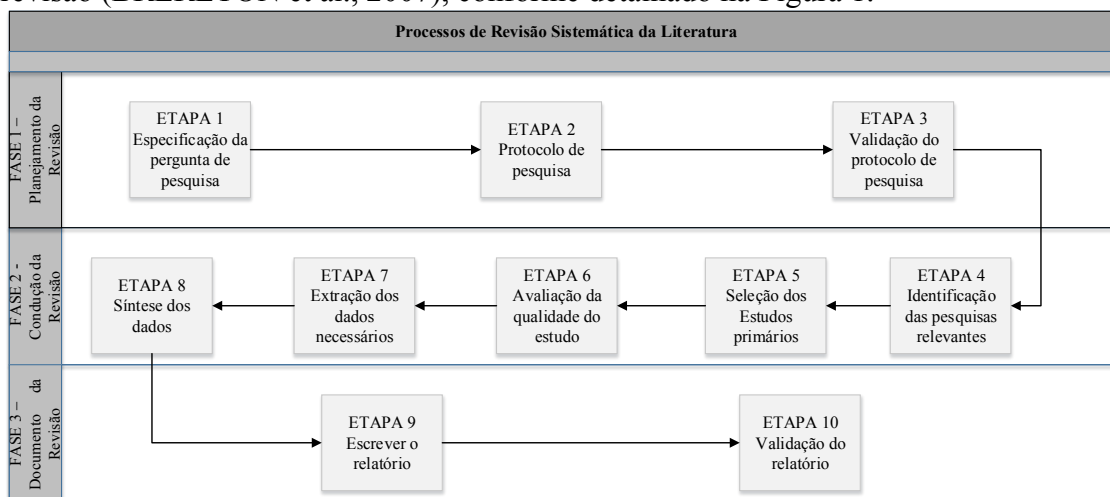 revisão (BRERETON et al., 2007), conforme detalhado na Figura 1.
Processos de Revisão Sistemática da Literatura
FASE 1 –
Planejamento da
Revisão
ETAPA 1
Especificação da
pergunta de
pesquisa
ETAPA 2
Protocolo de
pesquisa
ETAPA 3
Validação do
protocolo de
pesquisa
FASE 2 -
Condução da
Revisão
ETAPA 8
Síntese dos
dados
ETAPA 7
Extração dos
dados
necessários
ETAPA 6
Avaliação da
qualidade do
estudo
ETAPA 5
Seleção dos
Estudos
primários
ETAPA 4
Identificação
das pesquisas
relevantes
FASE 3 –
Documento da
Revisão
ETAPA 9
Escrever o
relatório
ETAPA 10
Validação do
relatório